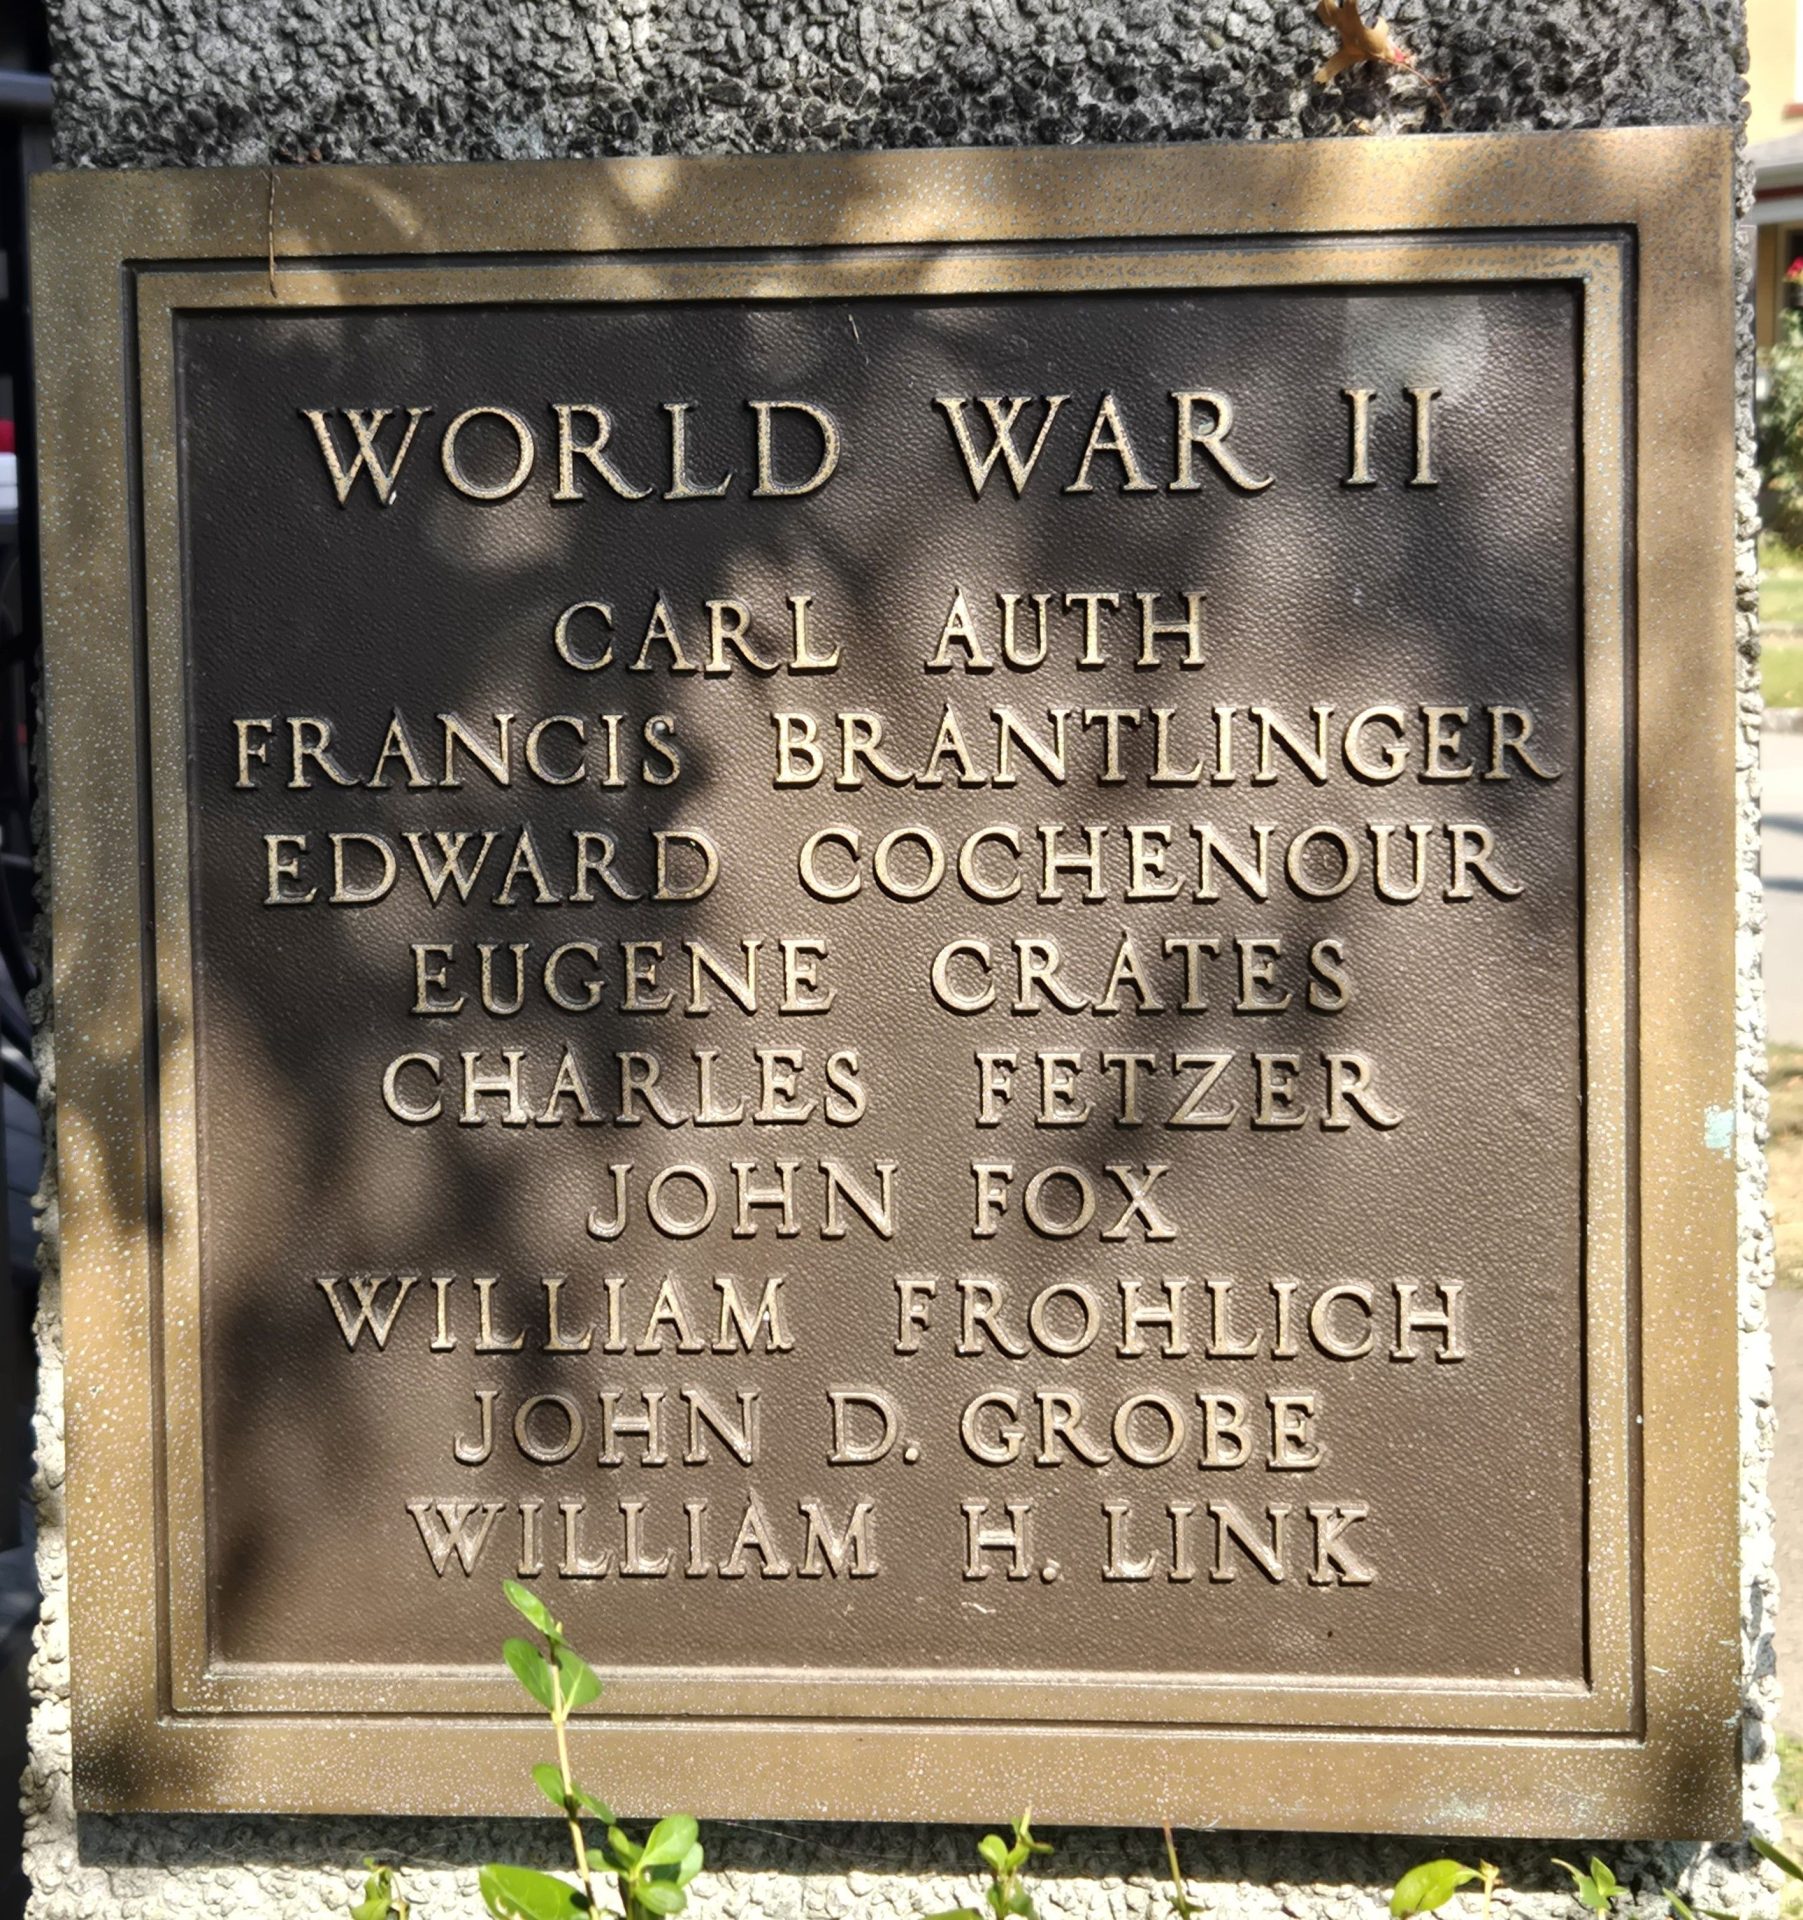 WORLD WAR II
CARL AUTH
FRANCIS BRANTLINGER
EDWARD COCHENOUR
EUGENE CRATES
CHARLES FETZER
JOHN FOX
WILLIAM FROHLICH
JOHN D. GROBE
WILLIAM H. LINK